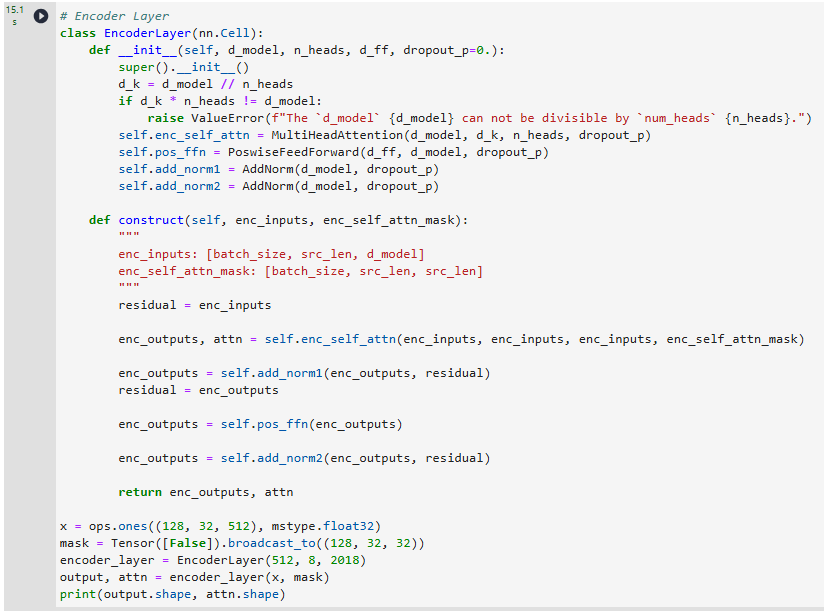 15.1
s
# Encoder Layer
class EncoderLayer(nn.Cell):
    def __init__(self, d_model, n_heads, d_ff, dropout_p=0.):
        super().__init__()
        d_k = d_model // n_heads
        if d_k * n_heads != d_model:
            raise ValueError(f"The `d_model` {d_model} can not be divisible by `num_heads` {n_heads}.")
        self.enc_self_attn = MultiHeadAttention(d_model, d_k, n_heads, dropout_p)
        self.pos_ffn = PoswiseFeedForward(d_ff, d_model, dropout_p)
        self.add_norm1 = AddNorm(d_model, dropout_p)
        self.add_norm2 = AddNorm(d_model, dropout_p)

    def construct(self, enc_inputs, enc_self_attn_mask):
        """
        enc_inputs: [batch_size, src_len, d_model]
        enc_self_attn_mask: [batch_size, src_len, src_len]
        """
        residual = enc_inputs

        enc_outputs, attn = self.enc_self_attn(enc_inputs, enc_inputs, enc_inputs, enc_self_attn_mask)

        enc_outputs = self.add_norm1(enc_outputs, residual)
        residual = enc_outputs

        enc_outputs = self.pos_ffn(enc_outputs)

        enc_outputs = self.add_norm2(enc_outputs, residual)

        return enc_outputs, attn

x = ops.ones((128, 32, 512), mstype.float32)
mask = Tensor([False]).broadcast_to((128, 32, 32))
encoder_layer = EncoderLayer(512, 8, 2018)
output, attn = encoder_layer(x, mask)
print(output.shape, attn.shape)